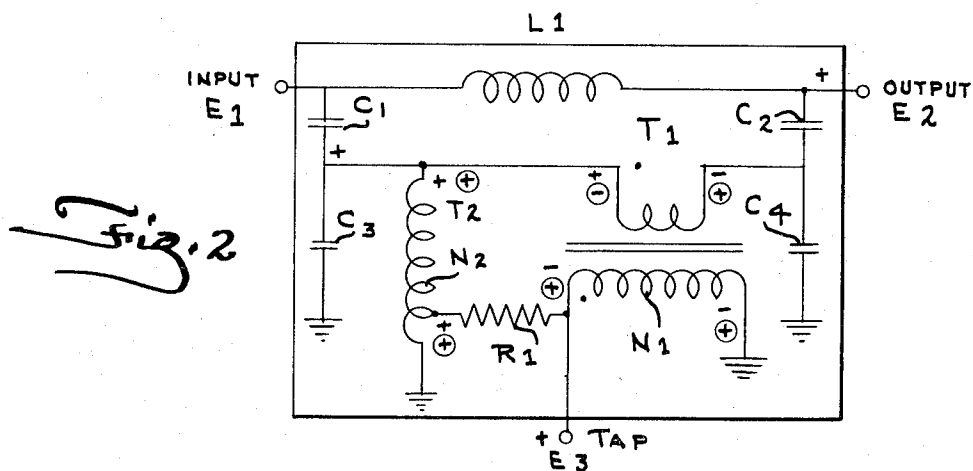 L1
INPUT
E1
OUTPUT
E2
C1
C2
T1
+
+
+ ⊕
+
⊖
−
⊕
T2
C3
C4
Fig. 2
N2
−
⊕
−
⊕
+
⊕
R1
N1
+
TAP
E3